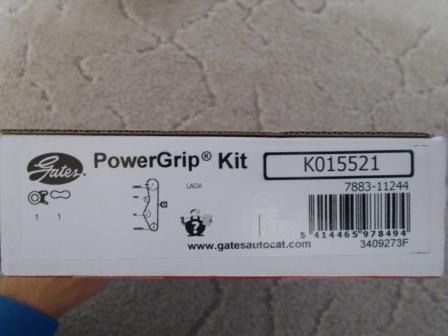 Gates
PowerGrip® Kit
K015521
7883-11244
LADA
1 1
?
5 414465 978494
www.gatesautocat.com
3409273F